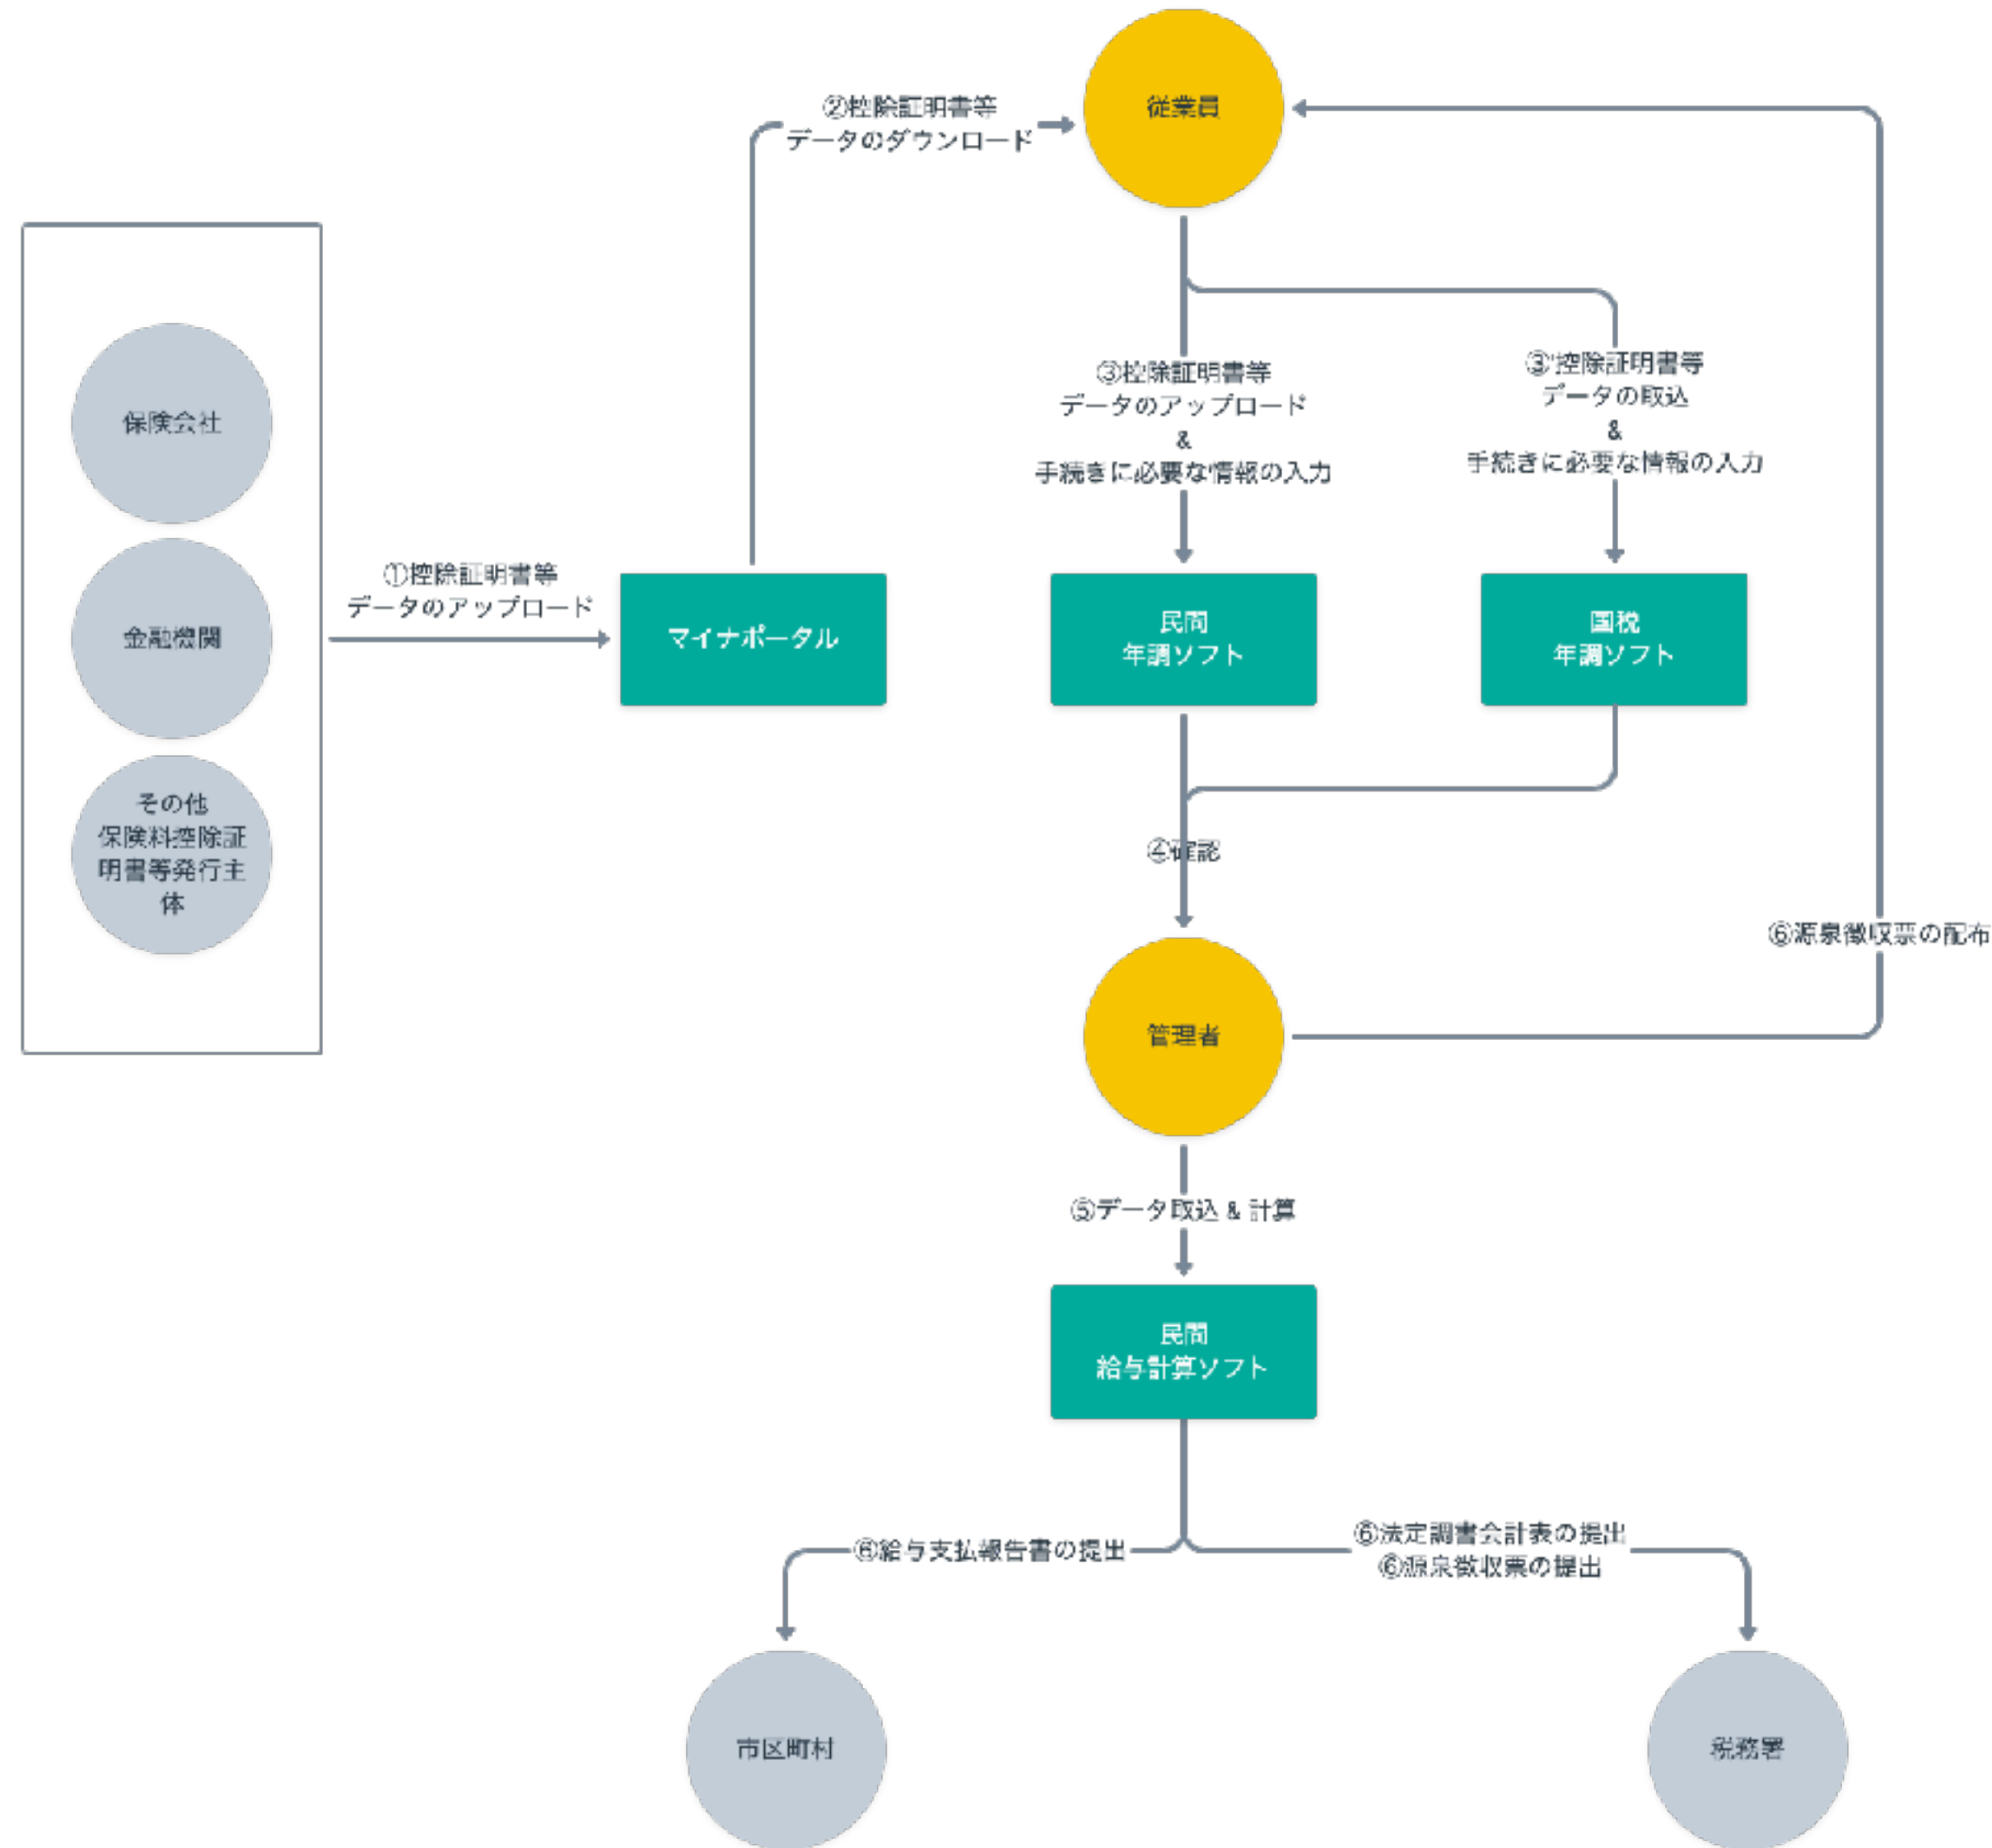 従業員
②控除証明書等
データのダウンロード
③控除証明書等
データのアップロード
&
手続きに必要な情報の入力
③'控除証明書等
データの取込
&
手続きに必要な情報の入力
保険会社
金融機関
その他
保険料控除証
明書等発行主
体
①控除証明書等
データのアップロード
マイナポータル
民間
年調ソフト
国税
年調ソフト
④確認
⑥源泉徴収票の配布
管理者
⑤データ取込 & 計算
民間
給与計算ソフト
⑥給与支払報告書の提出
⑥法定調書会計表の提出
⑥源泉徴収票の提出
市区町村
税務署